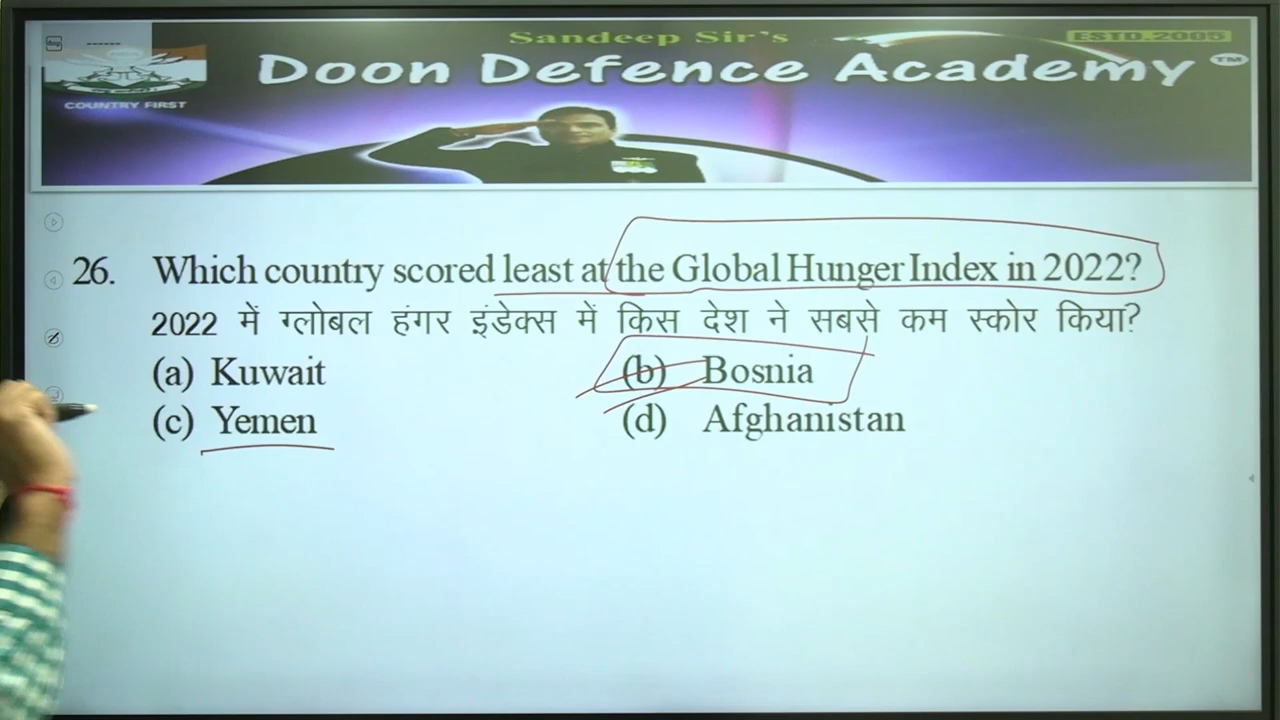 Sandeep Sir's
ESTD.2005
Doon Defence Academy™
COUNTRY FIRST
26. Which country scored least at the Global Hunger Index in 2022?
2022 में ग्लोबल हंगर इंडेक्स में किस देश ने सबसे कम स्कोर किया?
(a) Kuwait
(b) Bosnia
(c) Yemen
(d) Afghanistan